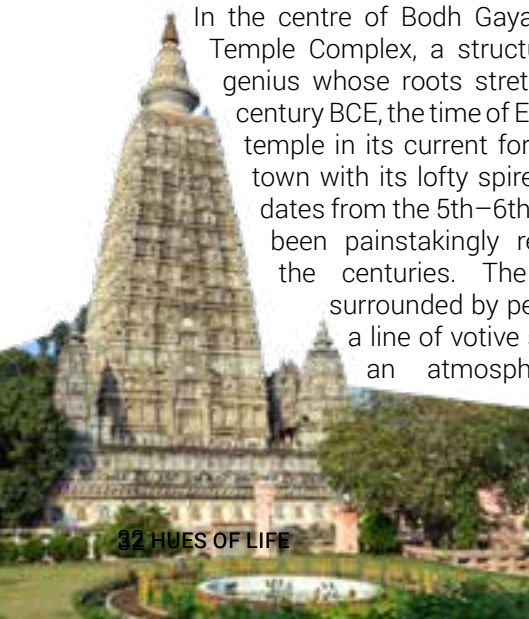 In the centre of Bodh Gaya
Temple Complex, a struct
genius whose roots stret
century BCE, the time of E
temple in its current for
town with its lofty spire
dates from the 5th–6th
been painstakingly re
the centuries. The
surrounded by pe
a line of votive
an atmosph
32 HUES OF LIFE